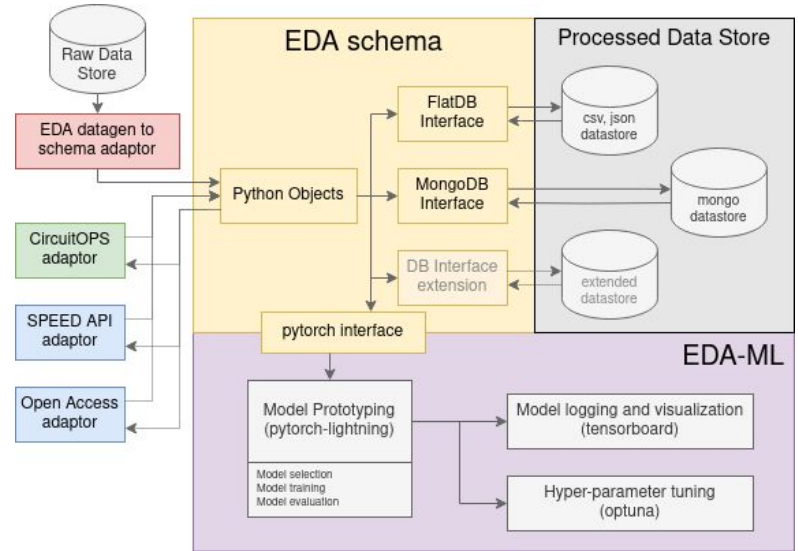 Raw Data
Store
EDA schema
Processed Data Store
EDA datagen to
schema adaptor
FlatDB
Interface
csv, json
datastore
Python Objects
MongoDB
Interface
mongo
datastore
CircuitOPS
adaptor
DB Interface
extension
extended
datastore
SPEED API
adaptor
pytorch interface
EDA-ML
Open Access
adaptor
Model Prototyping
(pytorch-lightning)
Model selection
Model training
Model evaluation
Model logging and visualization
(tensorboard)
Hyper-parameter tuning
(optuna)